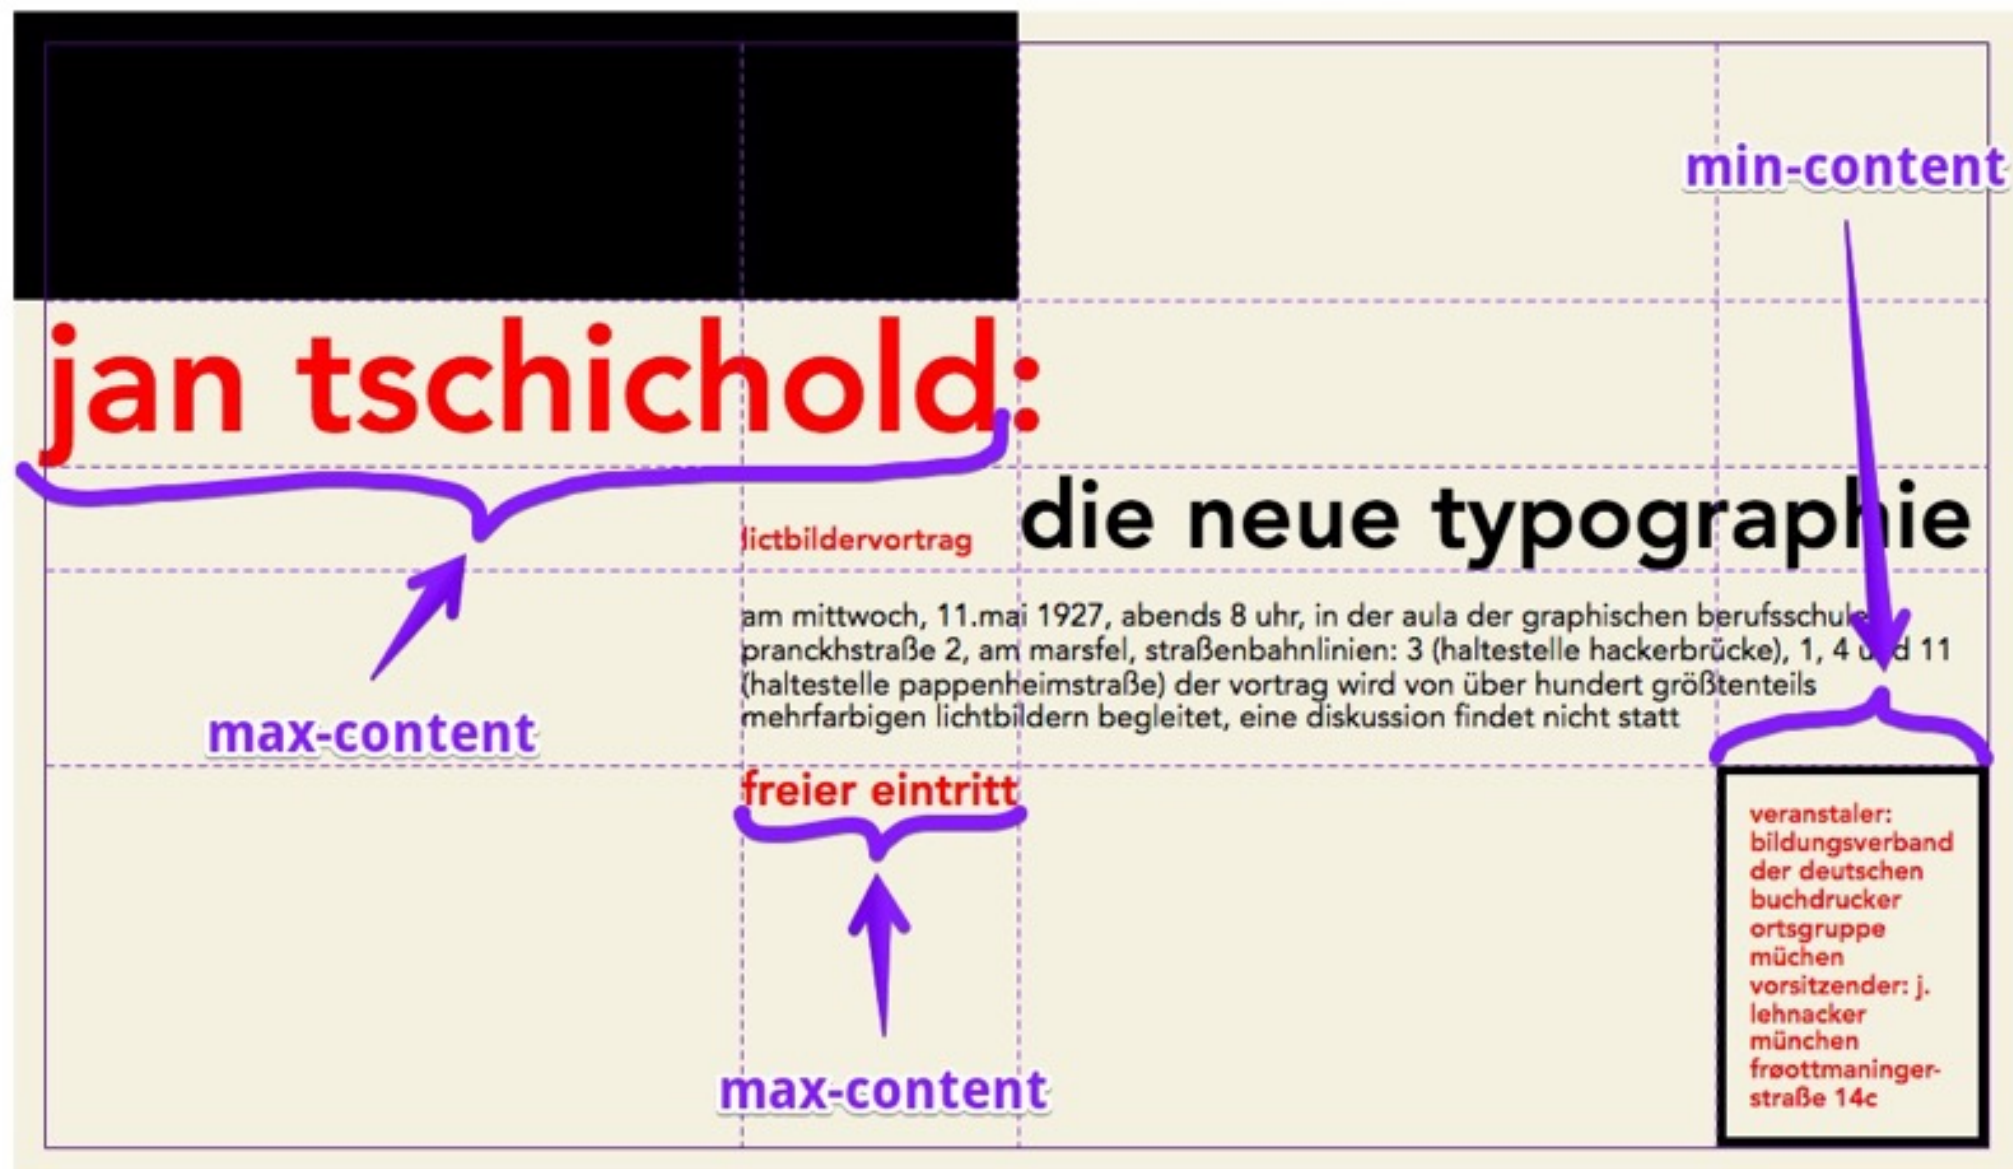 min-content
jan tschichold:
lictbildervortrag
die neue typographie
am mittwoch, 11.mai 1927, abends 8 uhr, in der aula der graphischen berufsschule
pranckhstraße 2, am marsfel, straßenbahnlinien: 3 (haltestelle hackerbrücke), 1, 4 und 11
(haltestelle pappenheimstraße) der vortrag wird von über hundert größtenteils
mehrfarbigen lichtbildern begleitet, eine diskussion findet nicht statt
max-content
freier eintritt
max-content
veranstaler:
bildungsverband
der deutschen
buchdrucker
ortsgruppe
müchen
vorsitzender: j.
lehnacker
münchen
frøottmaninger-
straße 14c